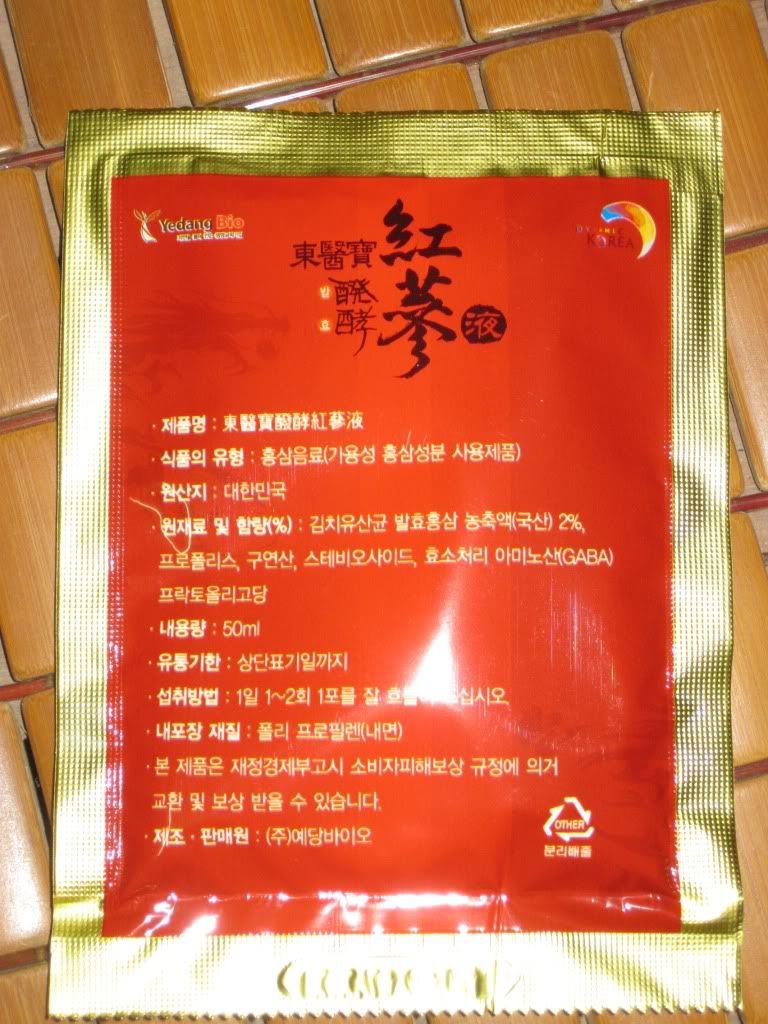 Yedang Bio
DYNAMIC
KOREA
東醫寶
발효
醱酵
紅蔘
液
· 제품명 : 東醫寶醱酵紅蔘液
· 식품의 유형 : 홍삼음료(가용성 홍삼성분 사용제품)
· 원산지 : 대한민국
· 원재료 및 함량(%) : 김치유산균 발효홍삼 농축액(국산) 2%,
프로폴리스, 구연산, 스테비오사이드, 효소처리 아미노산(GABA)
프락토올리고당
· 내용량 : 50ml
· 유통기한 : 상단표기일까지
· 섭취방법 : 1일 1~2회 1포를 잘
· 내포장 재질 : 폴리 프로필렌(내면)
· 본 제품은 재정경제부고시 소비자피해보상 규정에 의거
교환 및 보상 받을 수 있습니다.
· 제조 · 판매원 : (주)예당바이오
OTHER
분리배출